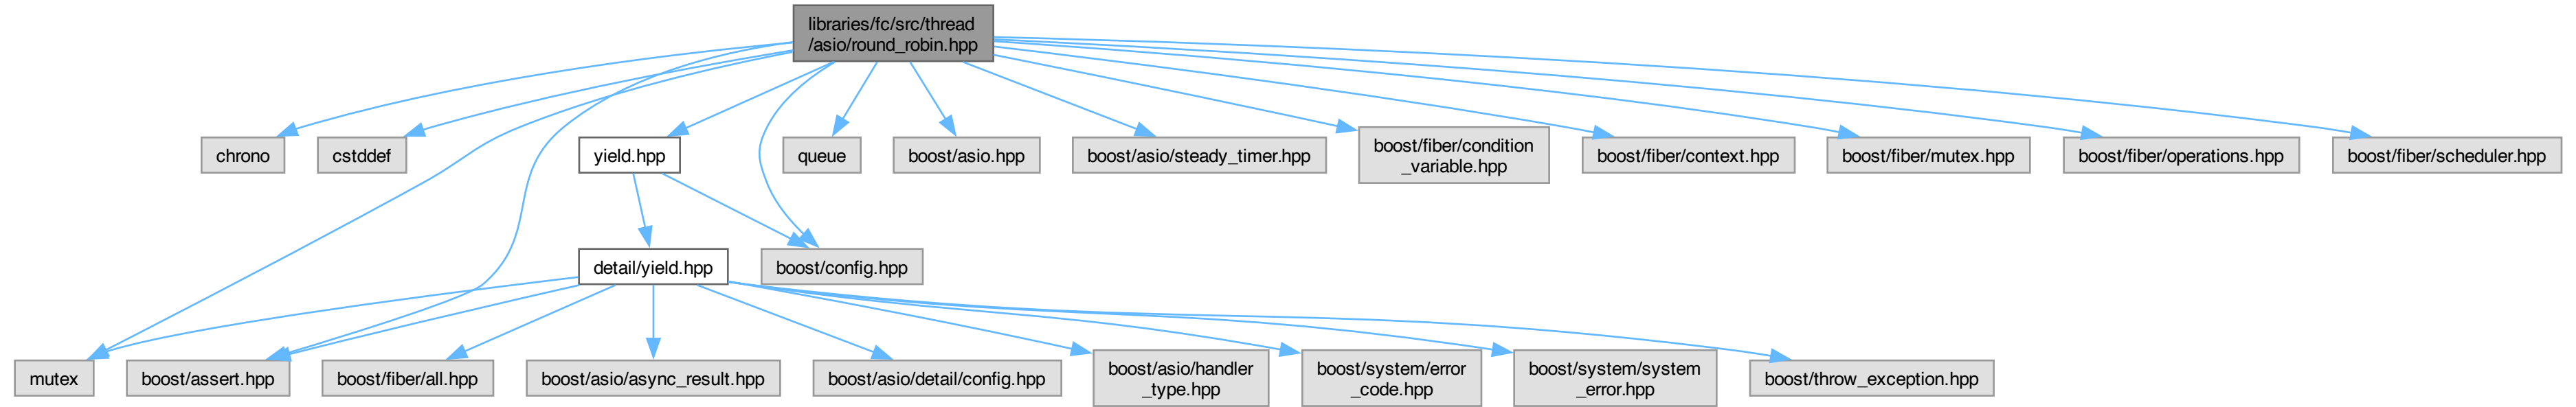 libraries/fc/src/thread
/asio/round_robin.hpp
chrono
cstddef
yield.hpp
queue
boost/asio.hpp
boost/asio/steady_timer.hpp
boost/fiber/condition
_variable.hpp
boost/fiber/context.hpp
boost/fiber/mutex.hpp
boost/fiber/operations.hpp
boost/fiber/scheduler.hpp
detail/yield.hpp
boost/config.hpp
mutex
boost/assert.hpp
boost/fiber/all.hpp
boost/asio/async_result.hpp
boost/asio/detail/config.hpp
boost/asio/handler
_type.hpp
boost/system/error
_code.hpp
boost/system/system
_error.hpp
boost/throw_exception.hpp